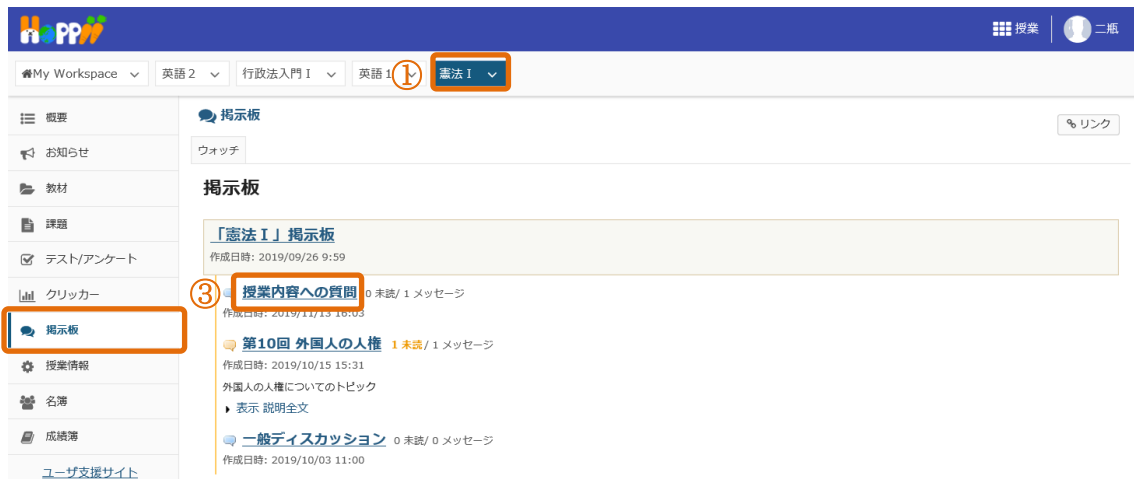 Hoppii
授業
二瓶
My Workspace
英語2
行政法入門Ⅰ
英語1
①
憲法Ⅰ
概要
お知らせ
教材
課題
テスト/アンケート
クリッカー
掲示板
授業情報
名簿
成績簿
ユーザ支援サイト
掲示板
リンク
ウォッチ
掲示板
「憲法Ⅰ」掲示板
作成日時: 2019/09/26 9:59
③ 授業内容への質問 0 未読/ 1 メッセージ
作成日時: 2019/11/13 16:03
第10回 外国人の人権 1 未読/ 1 メッセージ
作成日時: 2019/10/15 15:31
外国人の人権についてのトピック
表示 説明全文
一般ディスカッション 0 未読/ 0 メッセージ
作成日時: 2019/10/03 11:00